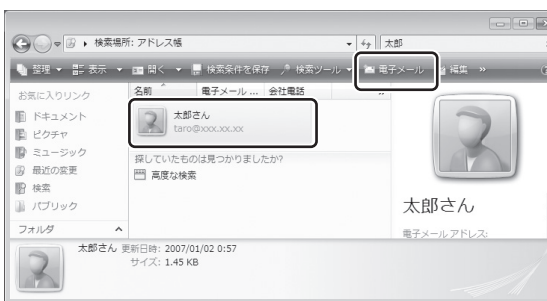 検索場所: アドレス帳
太郎
整理 表示 開く 検索条件を保存 検索ツール 電子メール 編集 »
お気に入りリンク
ドキュメント
ピクチャ
ミュージック
最近の変更
検索
パブリック
フォルダ
名前 電子メール ... 会社電話 »
太郎さん
taro@xxx.xx.xx
探していたものは見つかりましたか?
高度な検索
太郎さん
電子メール アドレス:
太郎さん 更新日時: 2007/01/02 0:57
サイズ: 1.45 KB